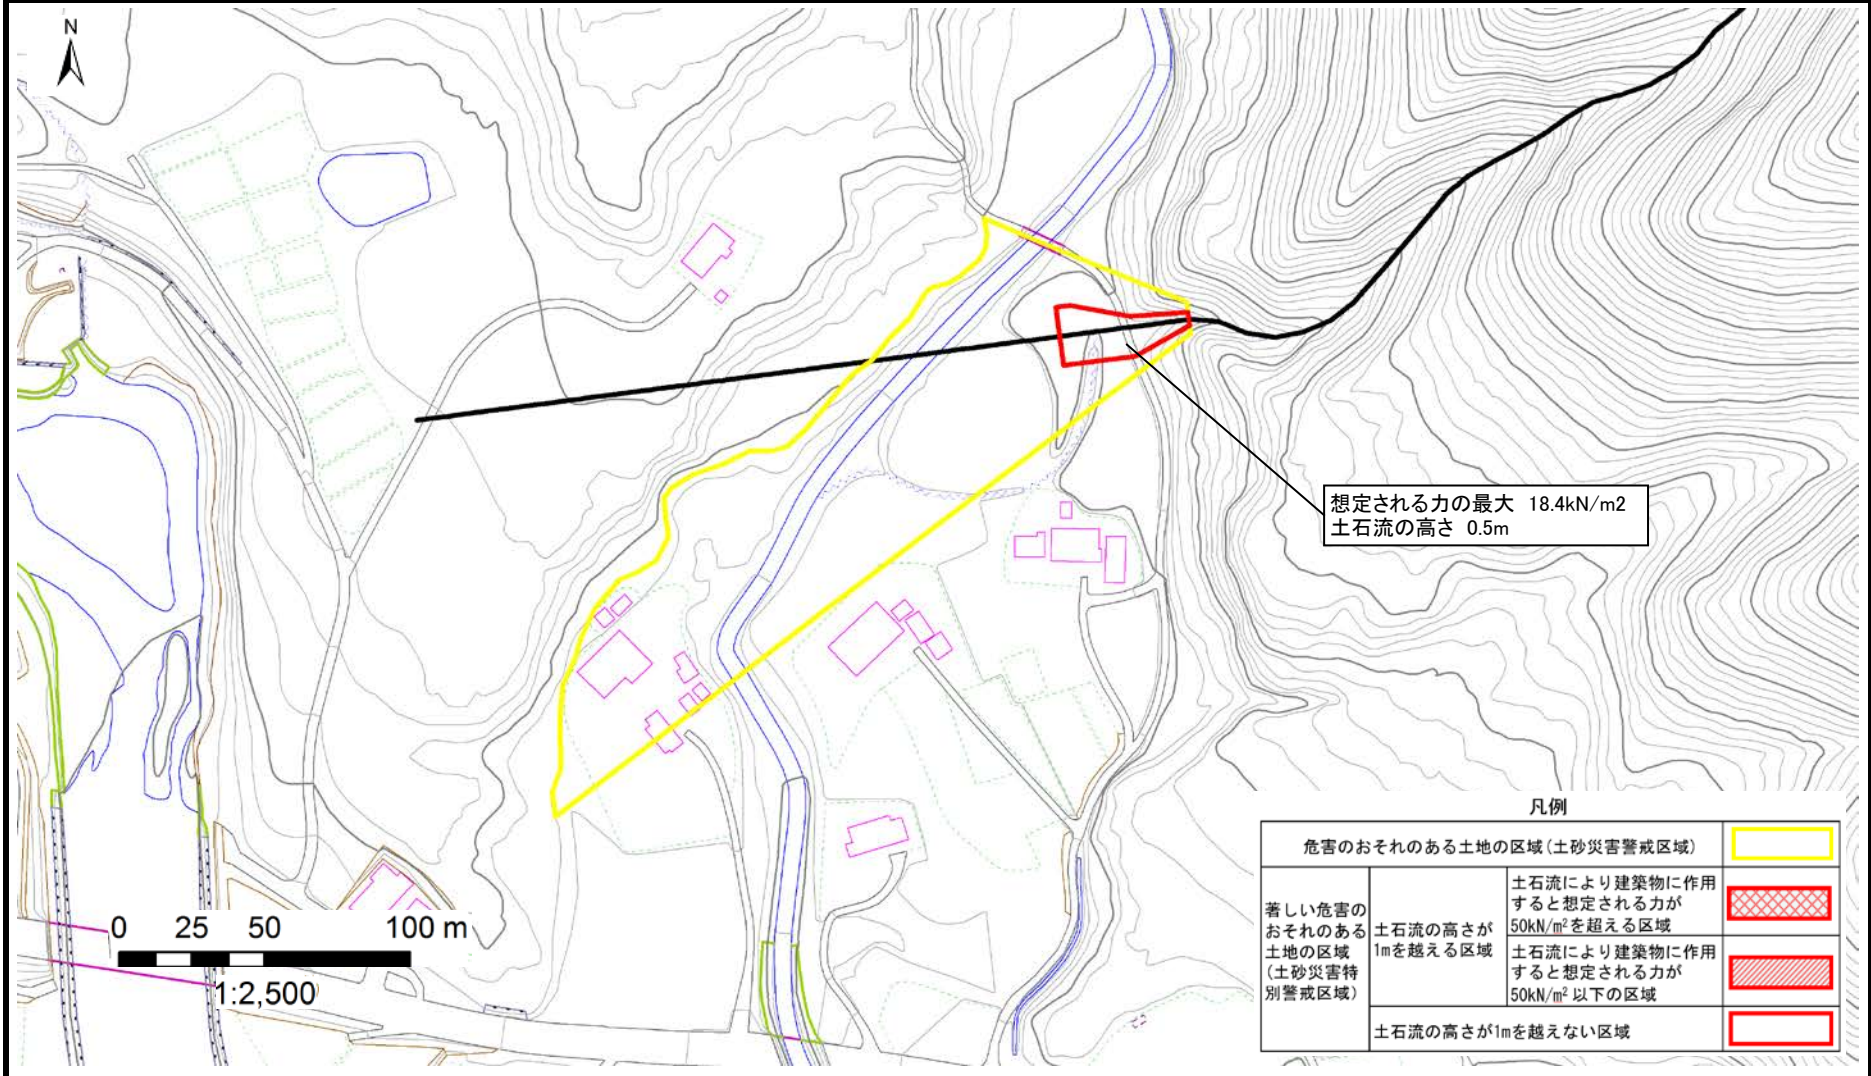 N
想定される力の最大 18.4kN/m2
土石流の高さ 0.5m
0 25 50 100 m
1:2,500
凡例
危害のおそれのある土地の区域(土砂災害警戒区域)
著しい危害の
おそれのある
土地の区域
(土砂災害特
別警戒区域)
土石流の高さが
1mを越える区域
土石流により建築物に作用
すると想定される力が
50kN/m²を超える区域
土石流により建築物に作用
すると想定される力が
50kN/m²以下の区域
土石流の高さが1mを越えない区域